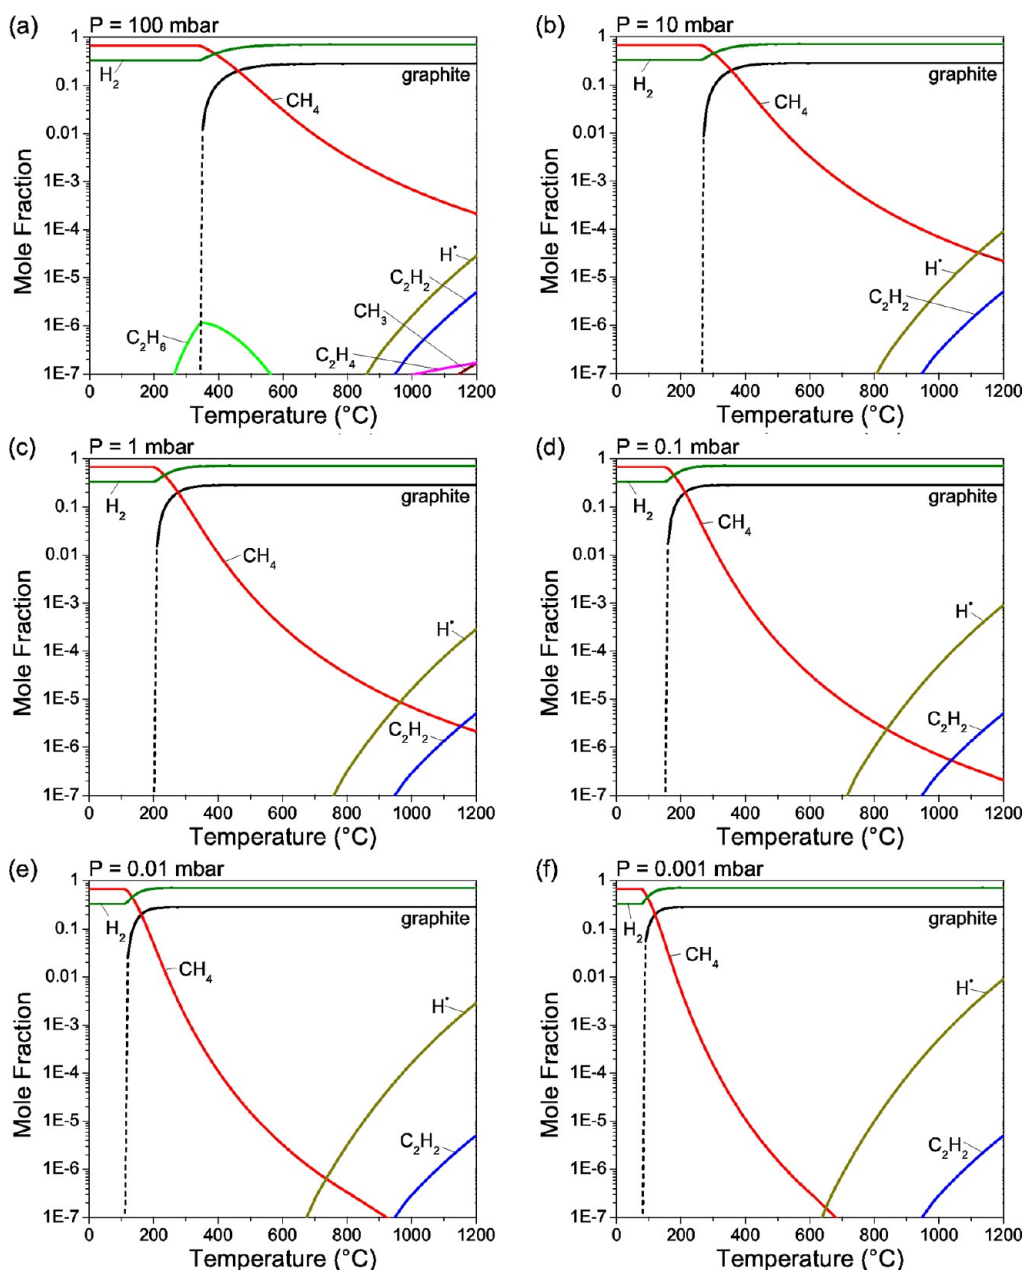 (a) P = 100 mbar
1
0.1
0.01
1E-3
1E-4
1E-5
1E-6
1E-7
Mole Fraction
H₂
graphite
CH₄
H•
C₂H₂
CH₃
C₂H₄
C₂H₆
0 200 400 600 800 1000 1200
Temperature (°C)
(b) P = 10 mbar
1
0.1
0.01
1E-3
1E-4
1E-5
1E-6
1E-7
Mole Fraction
H₂
graphite
CH₄
H•
C₂H₂
0 200 400 600 800 1000 1200
Temperature (°C)
(c) P = 1 mbar
1
0.1
0.01
1E-3
1E-4
1E-5
1E-6
1E-7
Mole Fraction
H₂
graphite
CH₄
H•
C₂H₂
0 200 400 600 800 1000 1200
Temperature (°C)
(d) P = 0.1 mbar
1
0.1
0.01
1E-3
1E-4
1E-5
1E-6
1E-7
Mole Fraction
H₂
graphite
CH₄
H•
C₂H₂
0 200 400 600 800 1000 1200
Temperature (°C)
(e) P = 0.01 mbar
1
0.1
0.01
1E-3
1E-4
1E-5
1E-6
1E-7
Mole Fraction
H₂
graphite
CH₄
H•
C₂H₂
0 200 400 600 800 1000 1200
Temperature (°C)
(f) P = 0.001 mbar
1
0.1
0.01
1E-3
1E-4
1E-5
1E-6
1E-7
Mole Fraction
H₂
graphite
CH₄
H•
C₂H₂
0 200 400 600 800 1000 1200
Temperature (°C)